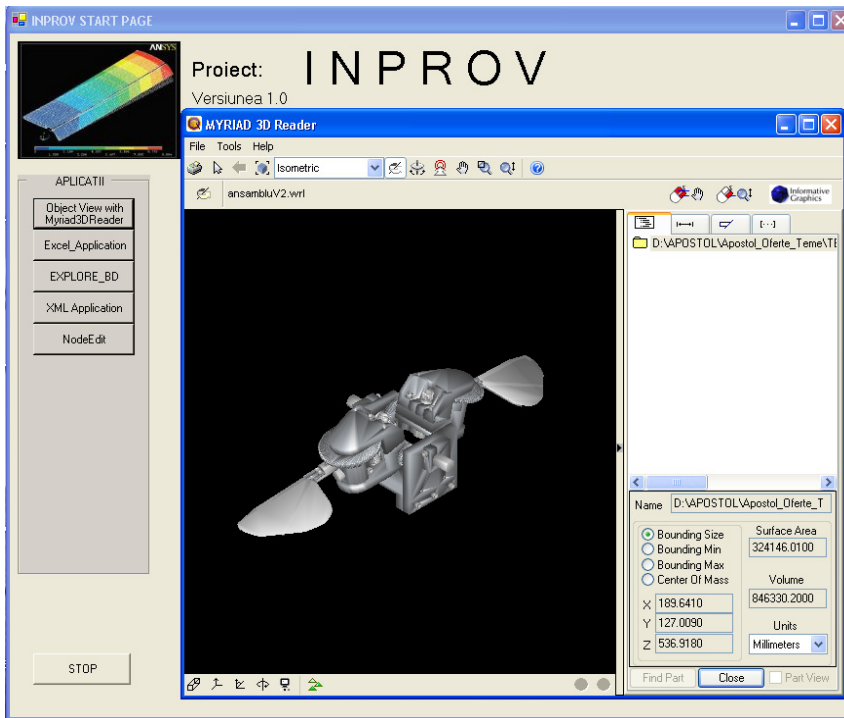 INPROV START PAGE
ANSYS
Proiect: INPROV
Versiunea 1.0
MYRIAD 3D Reader
File Tools Help
Isometric
ansambluV2.wrl
Informative
Graphics
APLICATII
Object View with
Myriad3DReader
Excel_Application
EXPLORE_BD
XML Application
NodeEdit
STOP
D:\APOSTOL\Apostol_Oferte_Teme\TE
Name D:\APOSTOL\Apostol_Oferte_T
Bounding Size
Bounding Min
Bounding Max
Center Of Mass
X 189.6410
Y 127.0090
Z 536.9180
Surface Area
324146.0100
Volume
846330.2000
Units
Millimeters
Find Part Close Part View